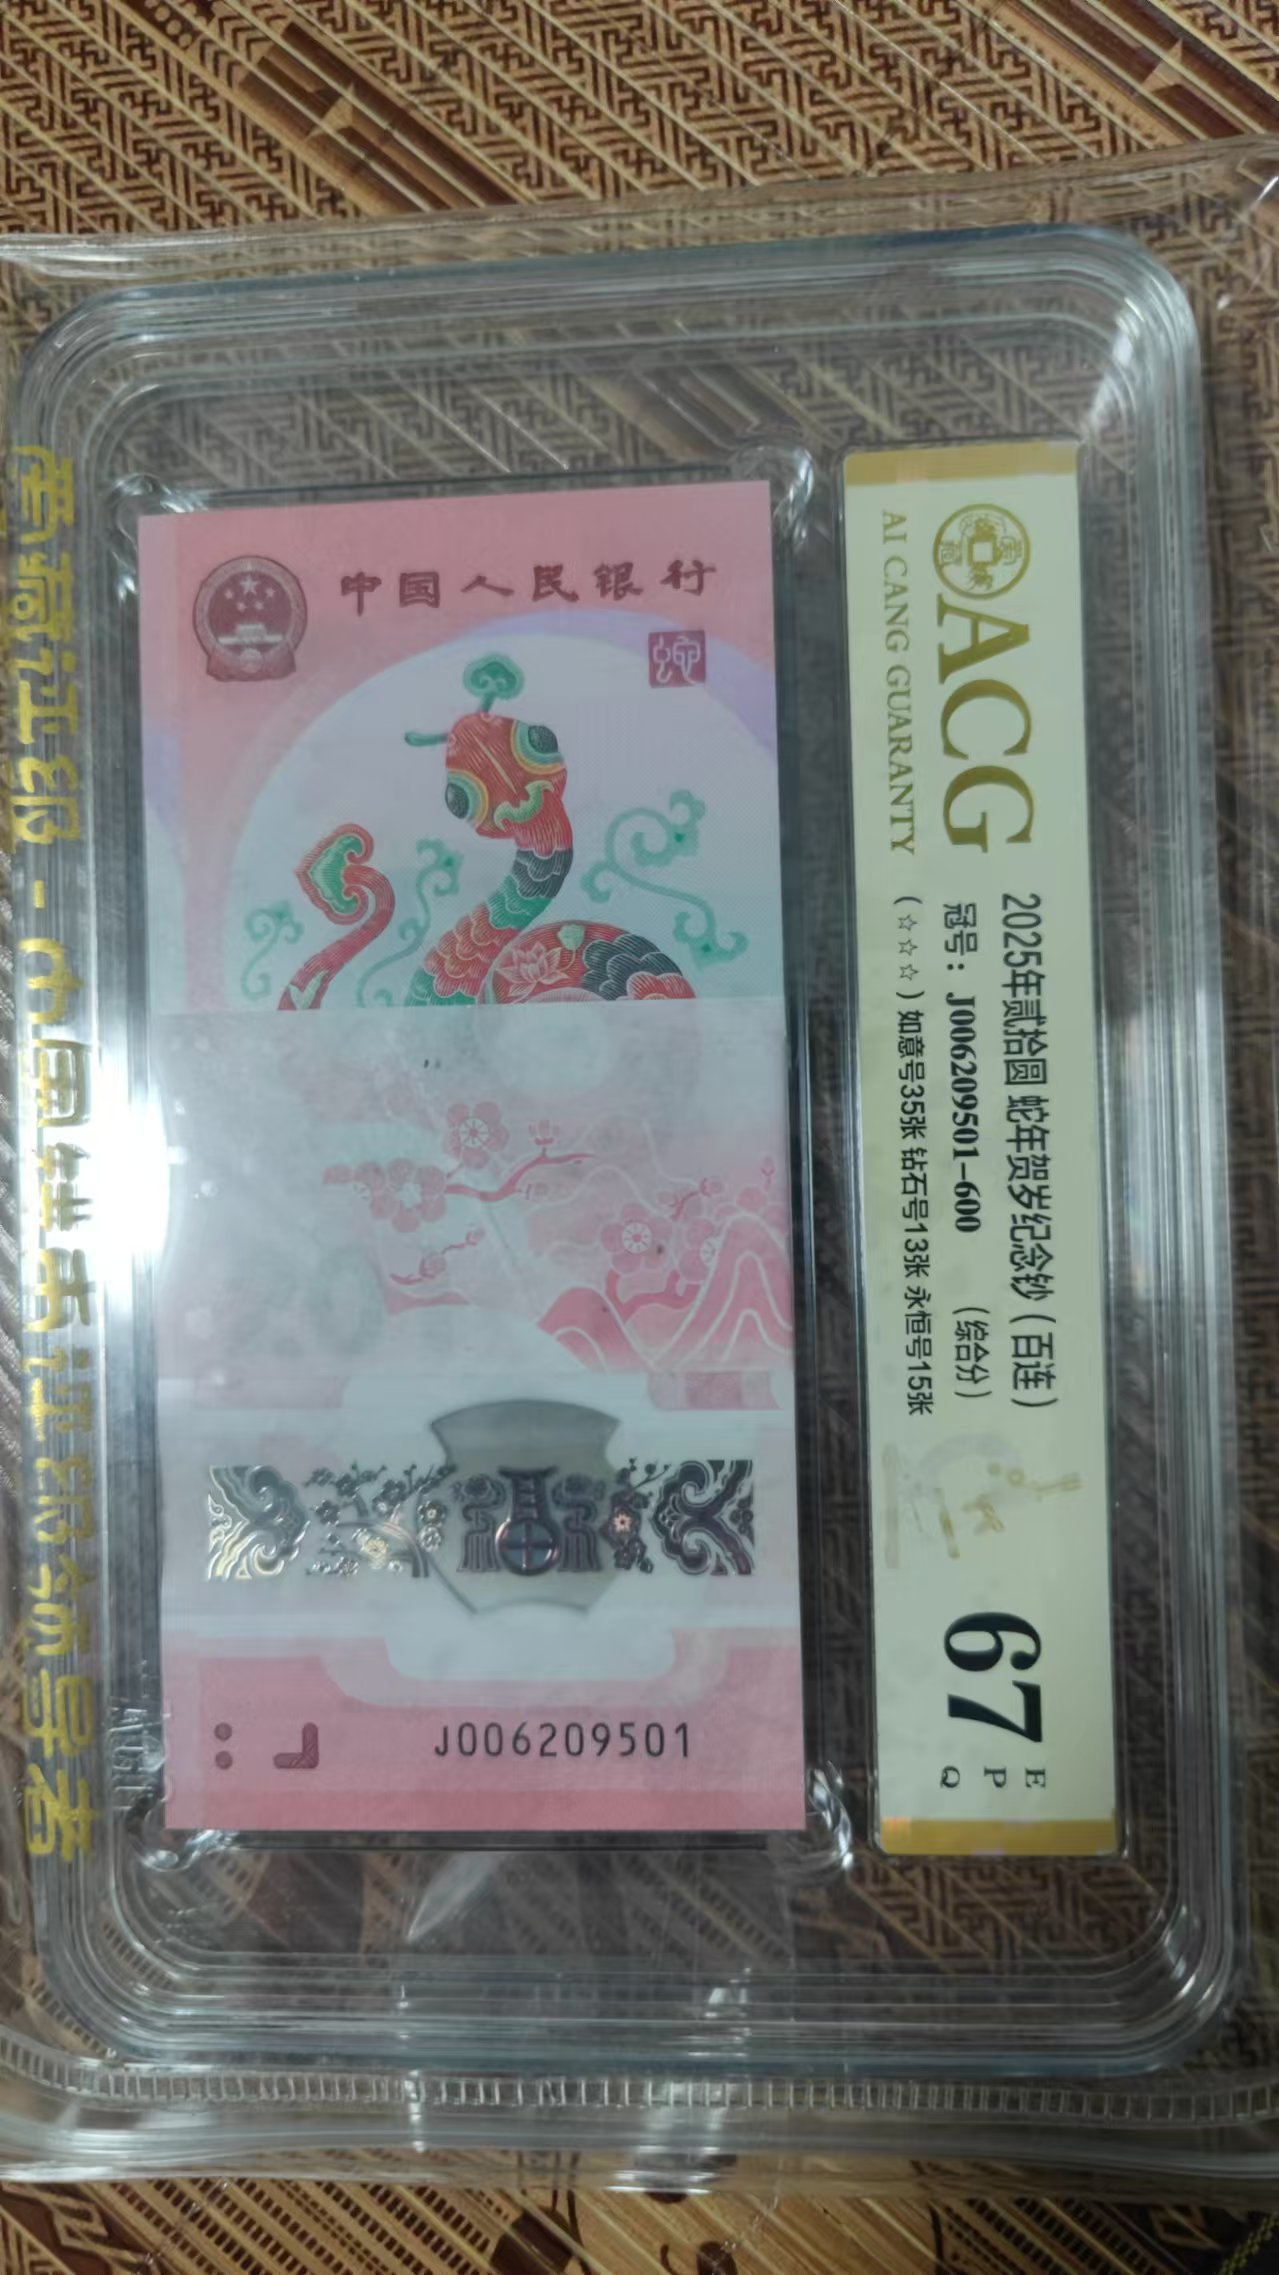 ACG
AI CANG GUARANTY
2025年贰拾圆 蛇年贺岁纪念钞（百连）
冠号：J006209501-600 （综合分）
（☆☆☆）如意号35张 钻石号13张 永恒号15张
67
E
P
Q
中国人民银行
J006209501
爱藏评级-中国钱币评级领导者